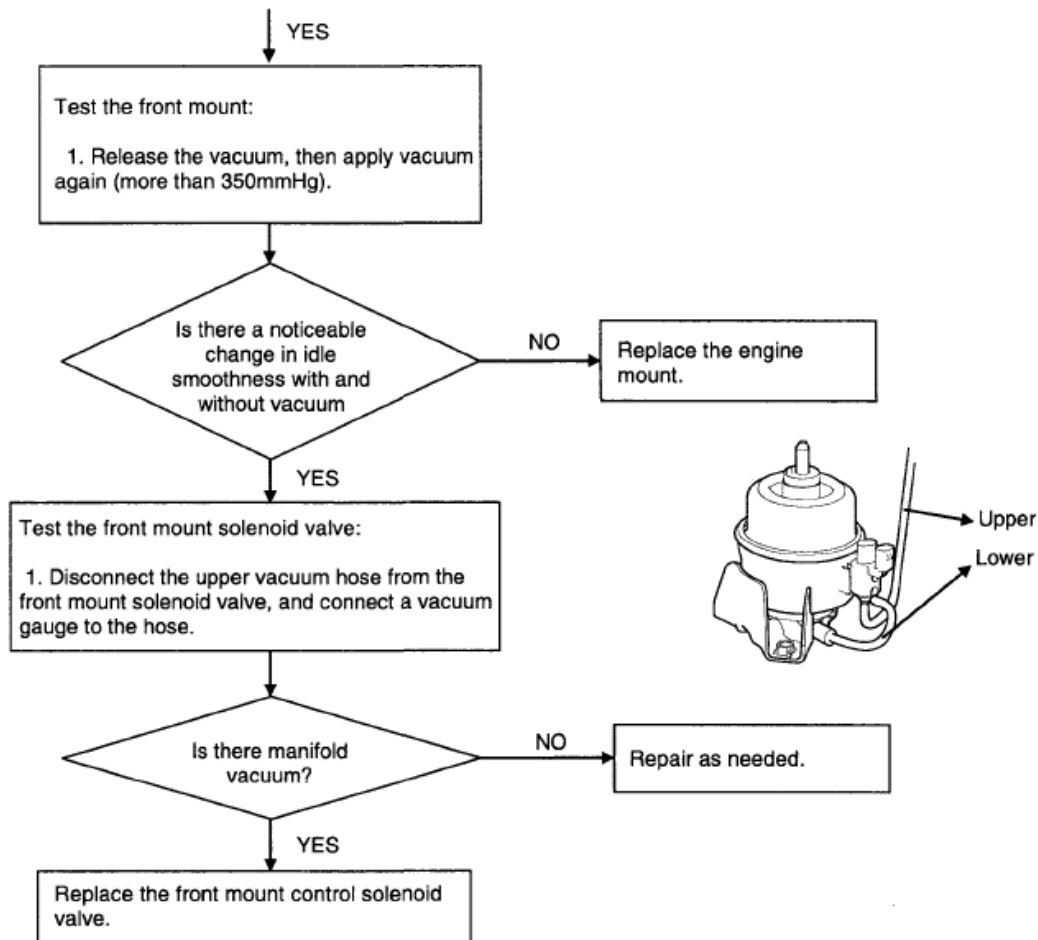 YES
Test the front mount:
1. Release the vacuum, then apply vacuum
again (more than 350mmHg).
Is there a noticeable
change in idle
smoothness with and
without vacuum
NO
Replace the engine
mount.
YES
Test the front mount solenoid valve:
1. Disconnect the upper vacuum hose from the
front mount solenoid valve, and connect a vacuum
gauge to the hose.
Upper
Lower
Is there manifold
vacuum?
NO
Repair as needed.
YES
Replace the front mount control solenoid
valve.